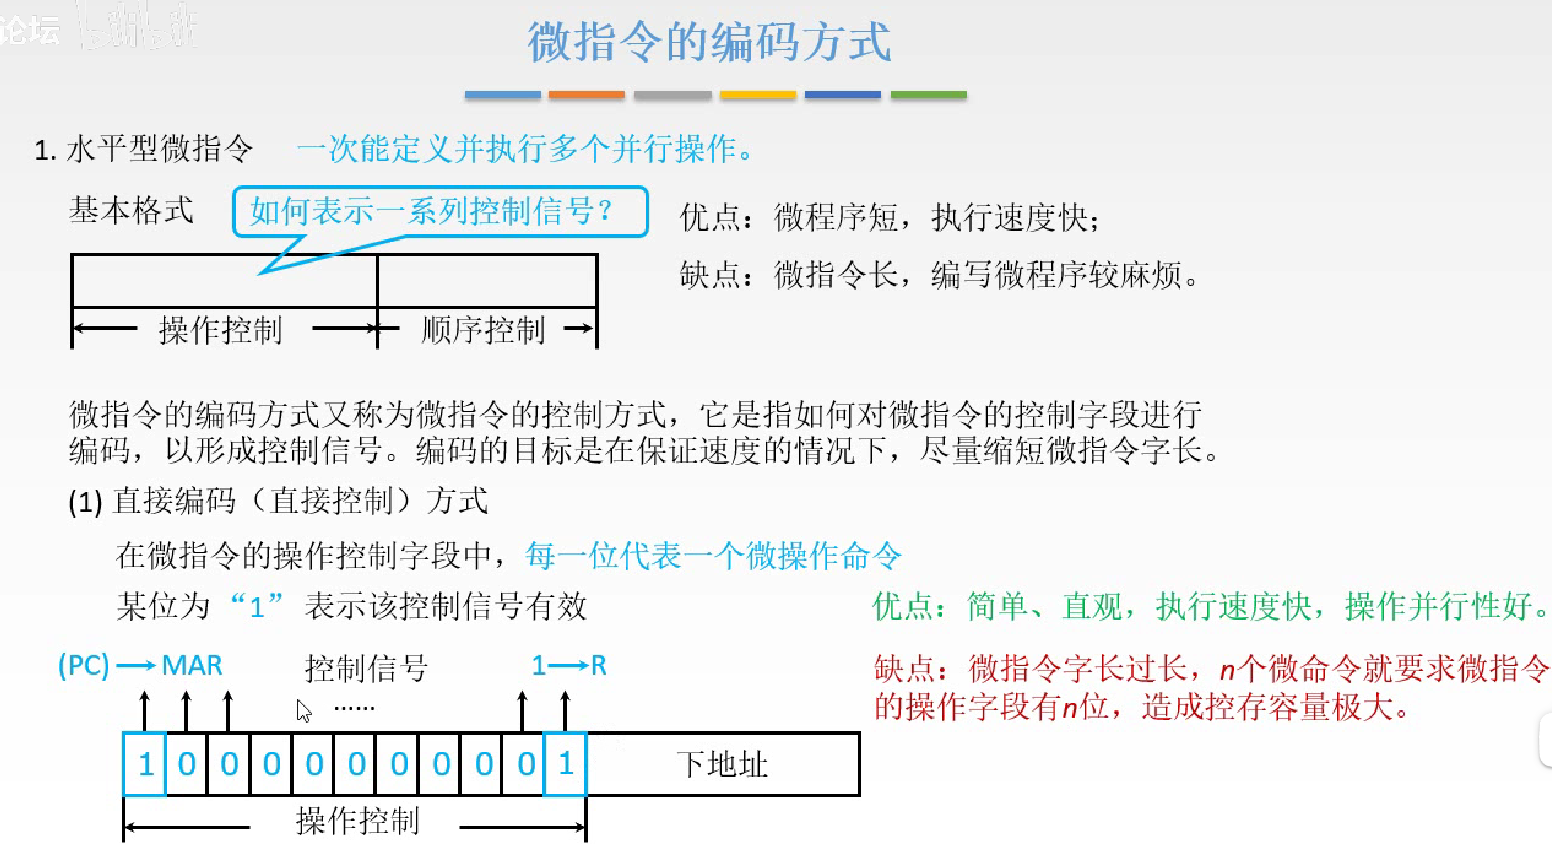 论坛 bilibili
微指令的编码方式
1. 水平型微指令 一次能定义并执行多个并行操作。
基本格式 如何表示一系列控制信号？
优点：微程序短，执行速度快；
缺点：微指令长，编写微程序较麻烦。
操作控制 顺序控制
微指令的编码方式又称为微指令的控制方式，它是指如何对微指令的控制字段进行
编码，以形成控制信号。编码的目标是在保证速度的情况下，尽量缩短微指令字长。
(1) 直接编码（直接控制）方式
在微指令的操作控制字段中，每一位代表一个微操作命令
某位为“1”表示该控制信号有效
优点：简单、直观，执行速度快，操作并行性好。
缺点：微指令字长过长，n个微命令就要求微指令
的操作字段有n位，造成控存容量极大。
(PC)→MAR 控制信号 1→R
……
1 0 0 0 0 0 0 0 0 0 1 下地址
操作控制